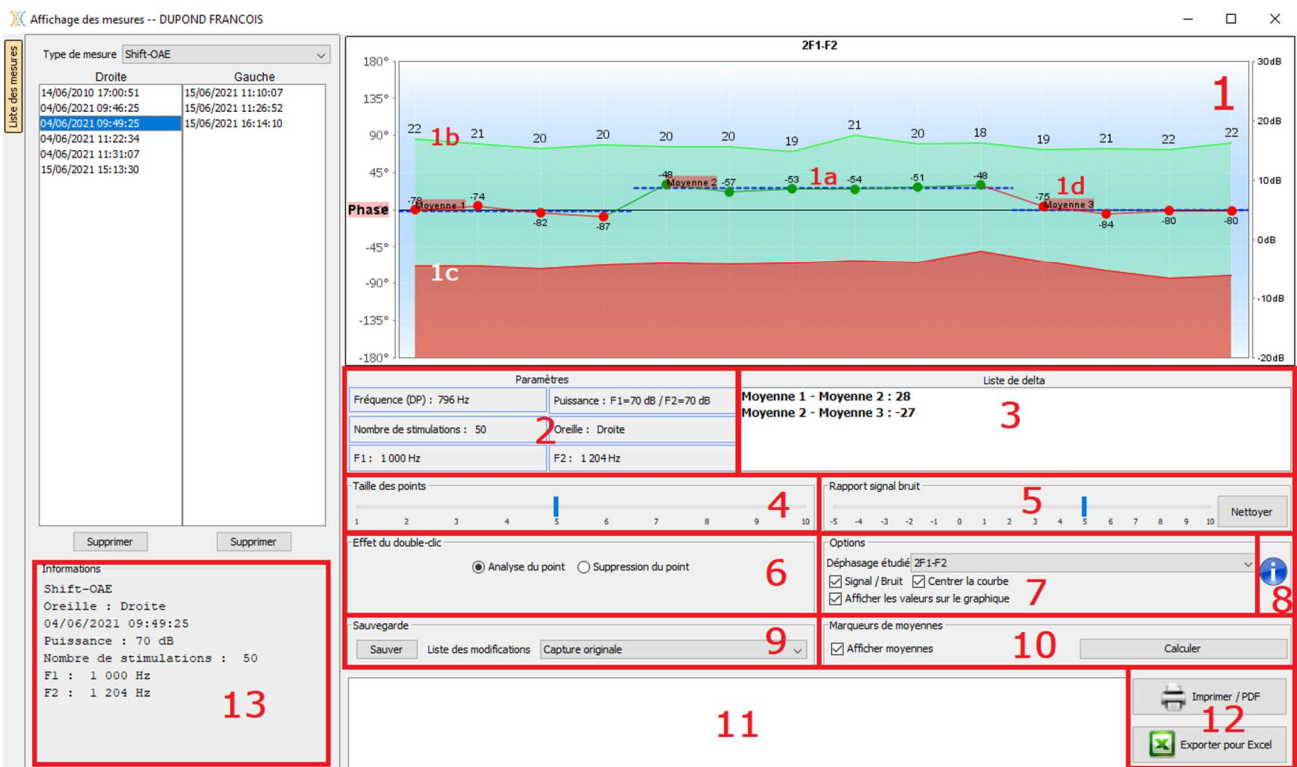 Affichage des mesures -- DUPOND FRANCOIS
Liste des mesures
Type de mesure Shift-OAE
Droite Gauche
14/06/2010 17:00:51 15/06/2021 11:10:07
04/06/2021 09:46:25 15/06/2021 11:26:52
04/06/2021 09:49:25 15/06/2021 16:14:10
04/06/2021 11:22:34
04/06/2021 11:31:07
15/06/2021 15:13:30
Supprimer Supprimer
Informations
Shift-OAE
Oreille : Droite
04/06/2021 09:49:25
Puissance : 70 dB
Nombre de stimulations : 50
F1 : 1 000 Hz
F2 : 1 204 Hz
13
2F1-F2
180° 30dB
1
135°
20dB
90° 22 1b 21 20 20 20 20 19 21 20 18 19 21 22 22
45° -48 -57 -53 1a -54 -51 -48 1d 10dB
Moyenne 2
Phase -78 -74 -82 -87 -75 -84 -80 -80
Moyenne 1 Moyenne 3
-45° 0dB
1c
-90°
-10dB
-135°
-180° -20dB
Paramètres
Fréquence (DP) : 796 Hz Puissance : F1=70 dB / F2=70 dB
Nombre de stimulations : 50 2 Oreille : Droite
F1 : 1 000 Hz F2 : 1 204 Hz
Liste de delta
Moyenne 1 - Moyenne 2 : 28
Moyenne 2 - Moyenne 3 : -27
3
Taille des points
4
1 2 3 4 5 6 7 8 9 10
Rapport signal bruit
5
-5 -4 -3 -2 -1 0 1 2 3 4 5 6 7 8 9 10
Nettoyer
Effet du double-clic
Analyse du point Suppression du point
6
Options
Déphasage étudié 2F1-F2
Signal / Bruit Centrer la courbe
Afficher les valeurs sur le graphique
7
8
Sauvegarde
Sauver Liste des modifications Capture originale
9
Marqueurs de moyennes
Afficher moyennes 10 Calculer
11
Imprimer / PDF
12
Exporter pour Excel